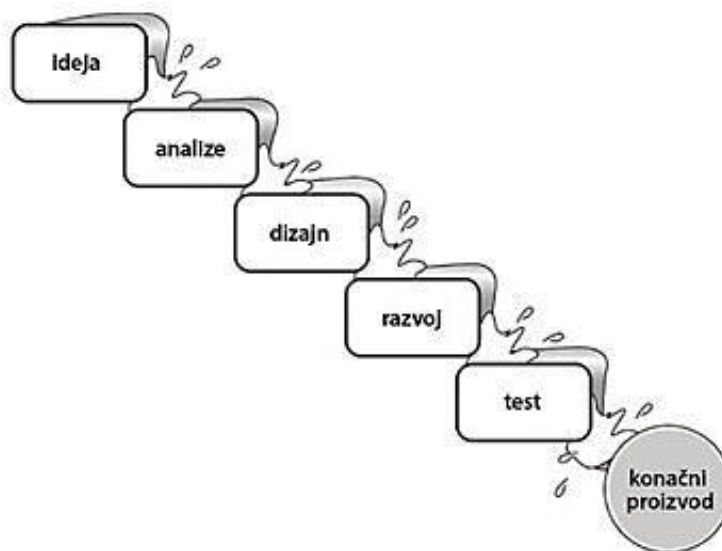 ideja
analize
dizajn
razvoj
test
konačni
proizvod